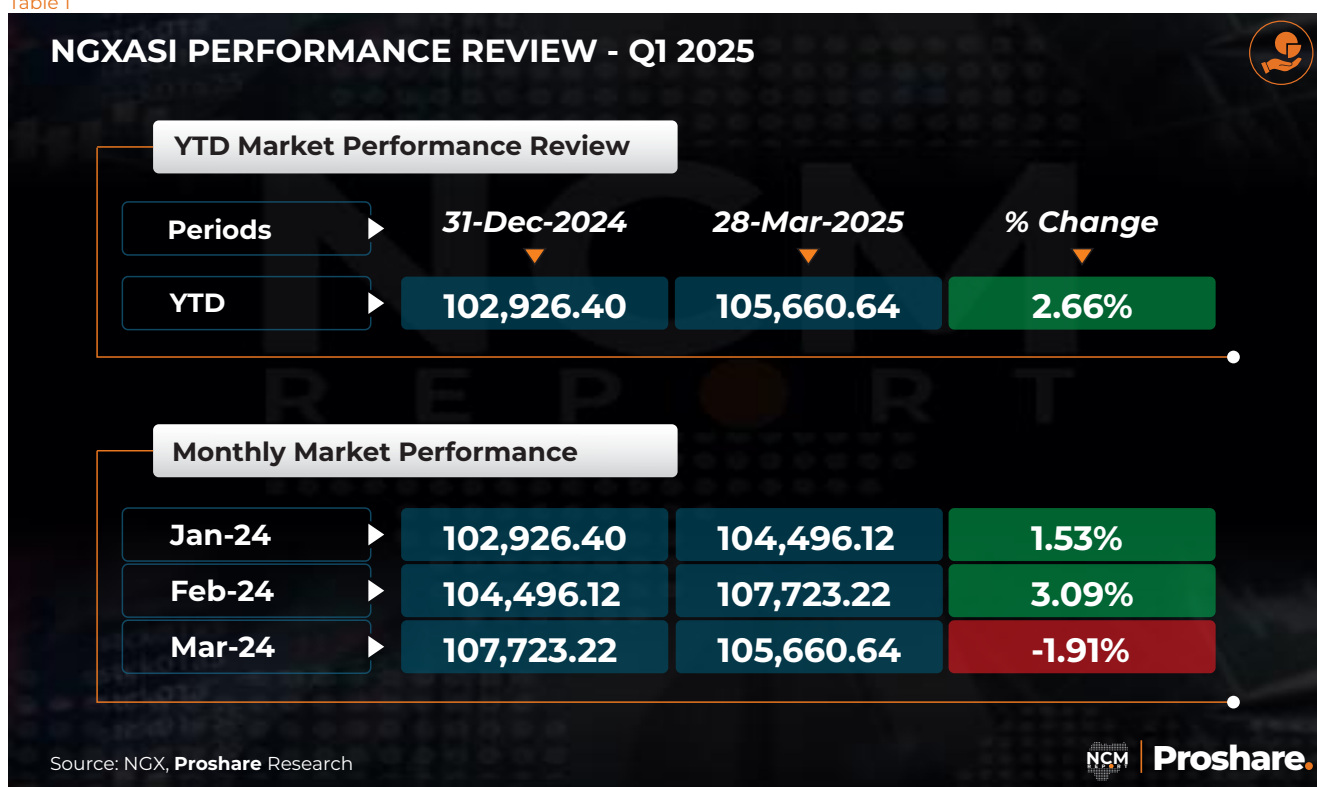 Table 1
NGXASI PERFORMANCE REVIEW - Q1 2025
YTD Market Performance Review
Periods 31-Dec-2024 28-Mar-2025 % Change
YTD 102,926.40 105,660.64 2.66%
NCM
REPORT
Monthly Market Performance
Jan-24 102,926.40 104,496.12 1.53%
Feb-24 104,496.12 107,723.22 3.09%
Mar-24 107,723.22 105,660.64 -1.91%
Source: NGX, Proshare Research
NCM
REPORT
Proshare.